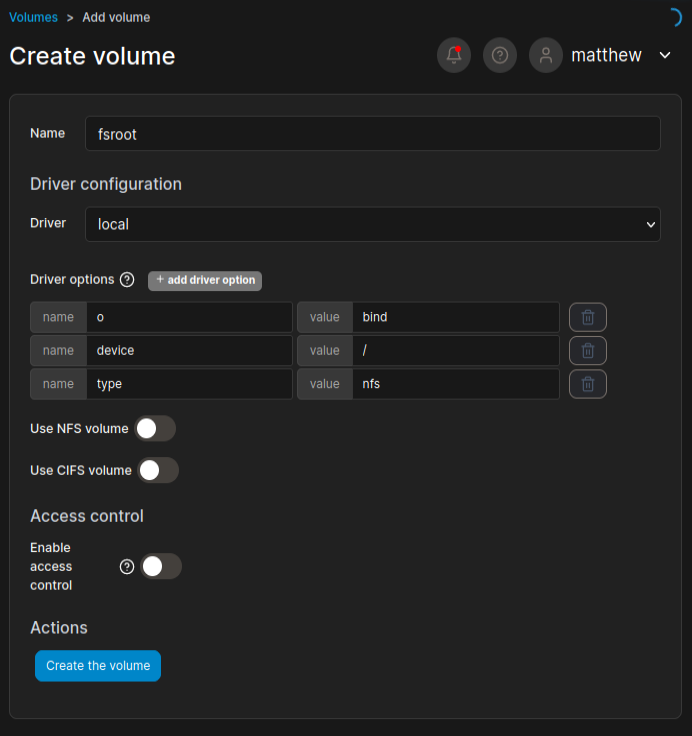 Volumes > Add volume
Create volume
matthew
Name fsroot
Driver configuration
Driver local
Driver options ? + add driver option
name o value bind
name device value /
name type value nfs
Use NFS volume
Use CIFS volume
Access control
Enable
access
control ?
Actions
Create the volume